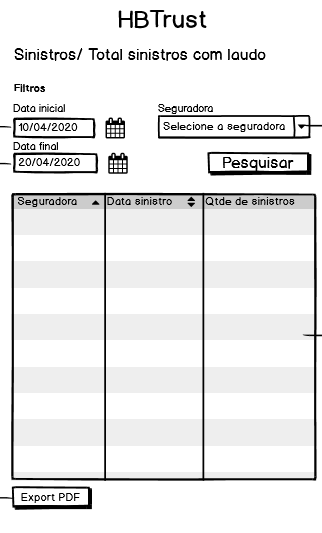 HBTrust
Sinistros/ Total sinistros com laudo
Filtros
Data inicial
10/04/2020
Seguradora
Selecione a seguradora
Data final
20/04/2020
Pesquisar
Seguradora Data sinistro Qtde de sinistros
Export PDF